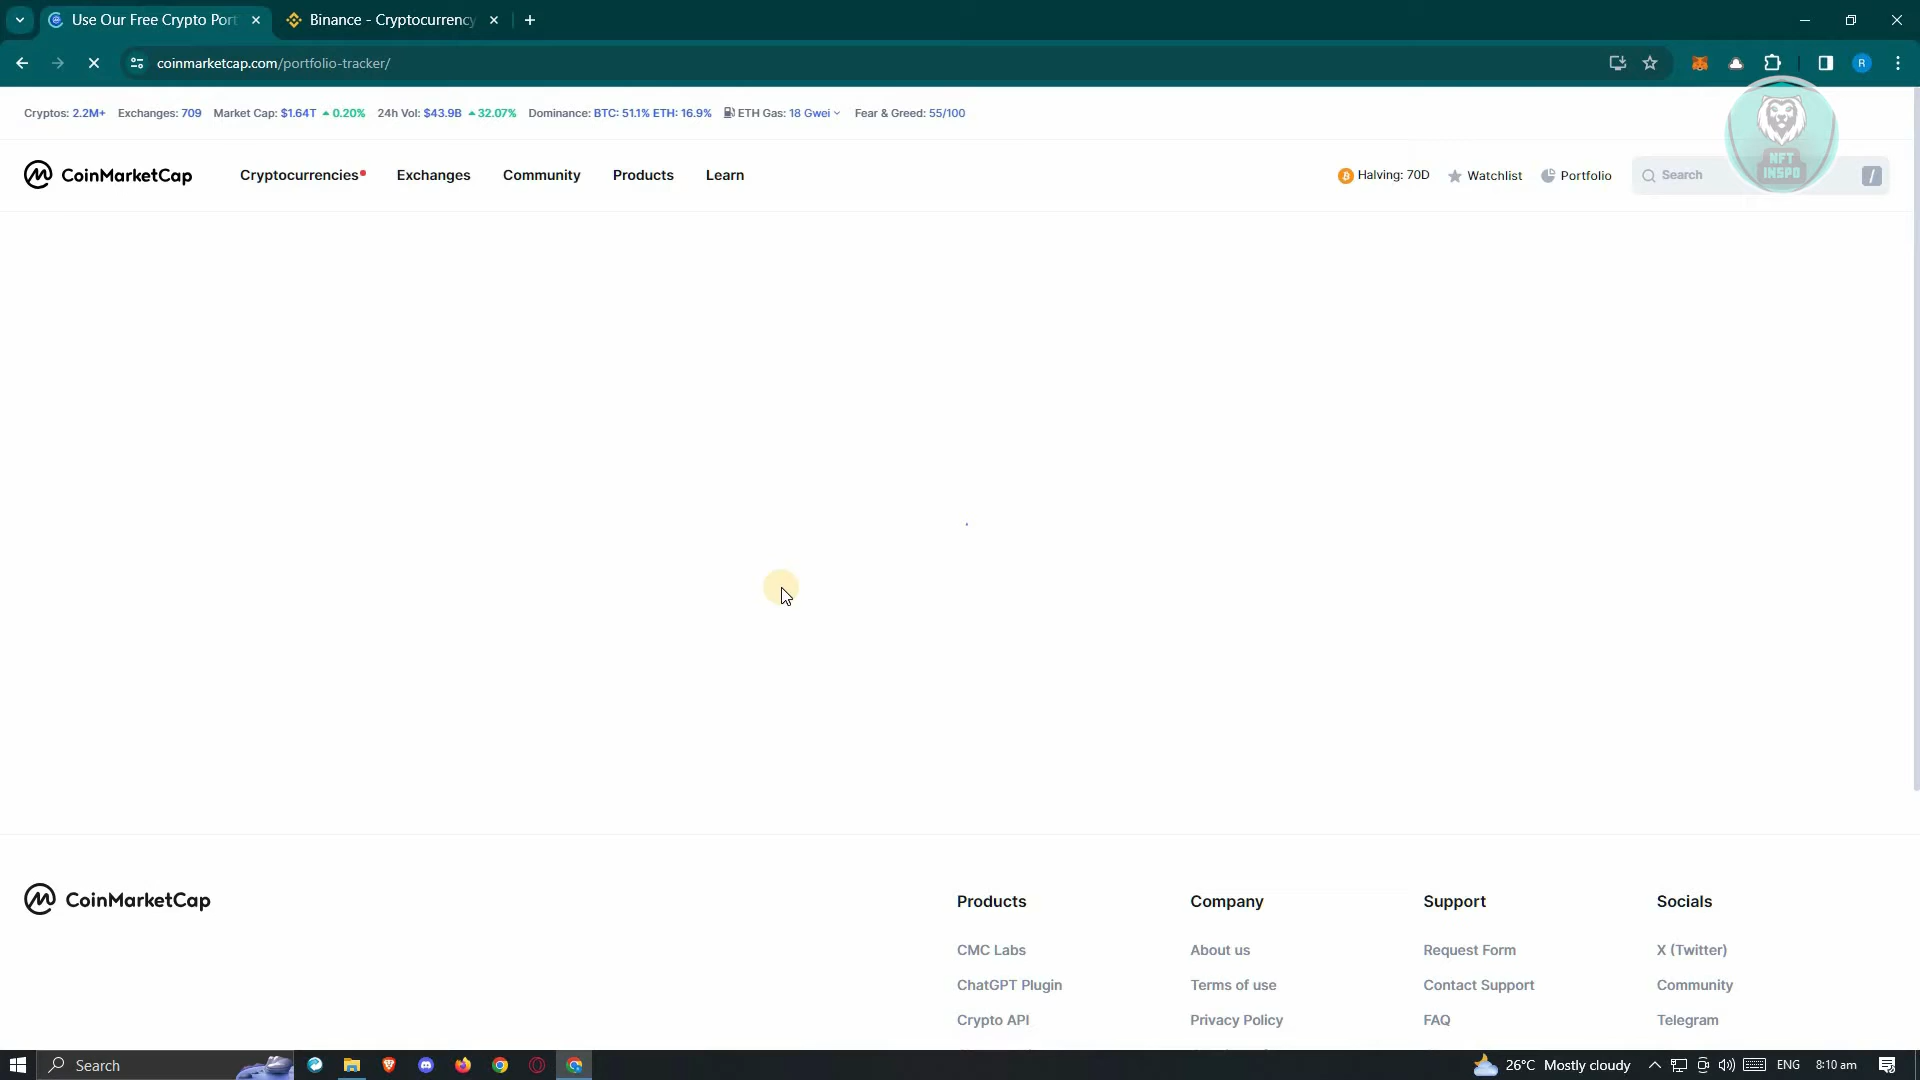 Use Our Free Crypto Port
Binance - Cryptocurrency
coinmarketcap.com/portfolio-tracker/
R
Cryptos: 2.2M+ Exchanges: 709 Market Cap: $1.64T 0.20% 24h Vol: $43.9B 32.07% Dominance: BTC: 51.1% ETH: 16.9% ETH Gas: 18 Gwei Fear & Greed: 55/100
NFT
INSPO
CoinMarketCap Cryptocurrencies Exchanges Community Products Learn Halving: 70D Watchlist Portfolio Search /
CoinMarketCap
Products
CMC Labs
ChatGPT Plugin
Crypto API
Company
About us
Terms of use
Privacy Policy
Support
Request Form
Contact Support
FAQ
Socials
X (Twitter)
Community
Telegram
Search 26°C Mostly cloudy ENG 8:10 am